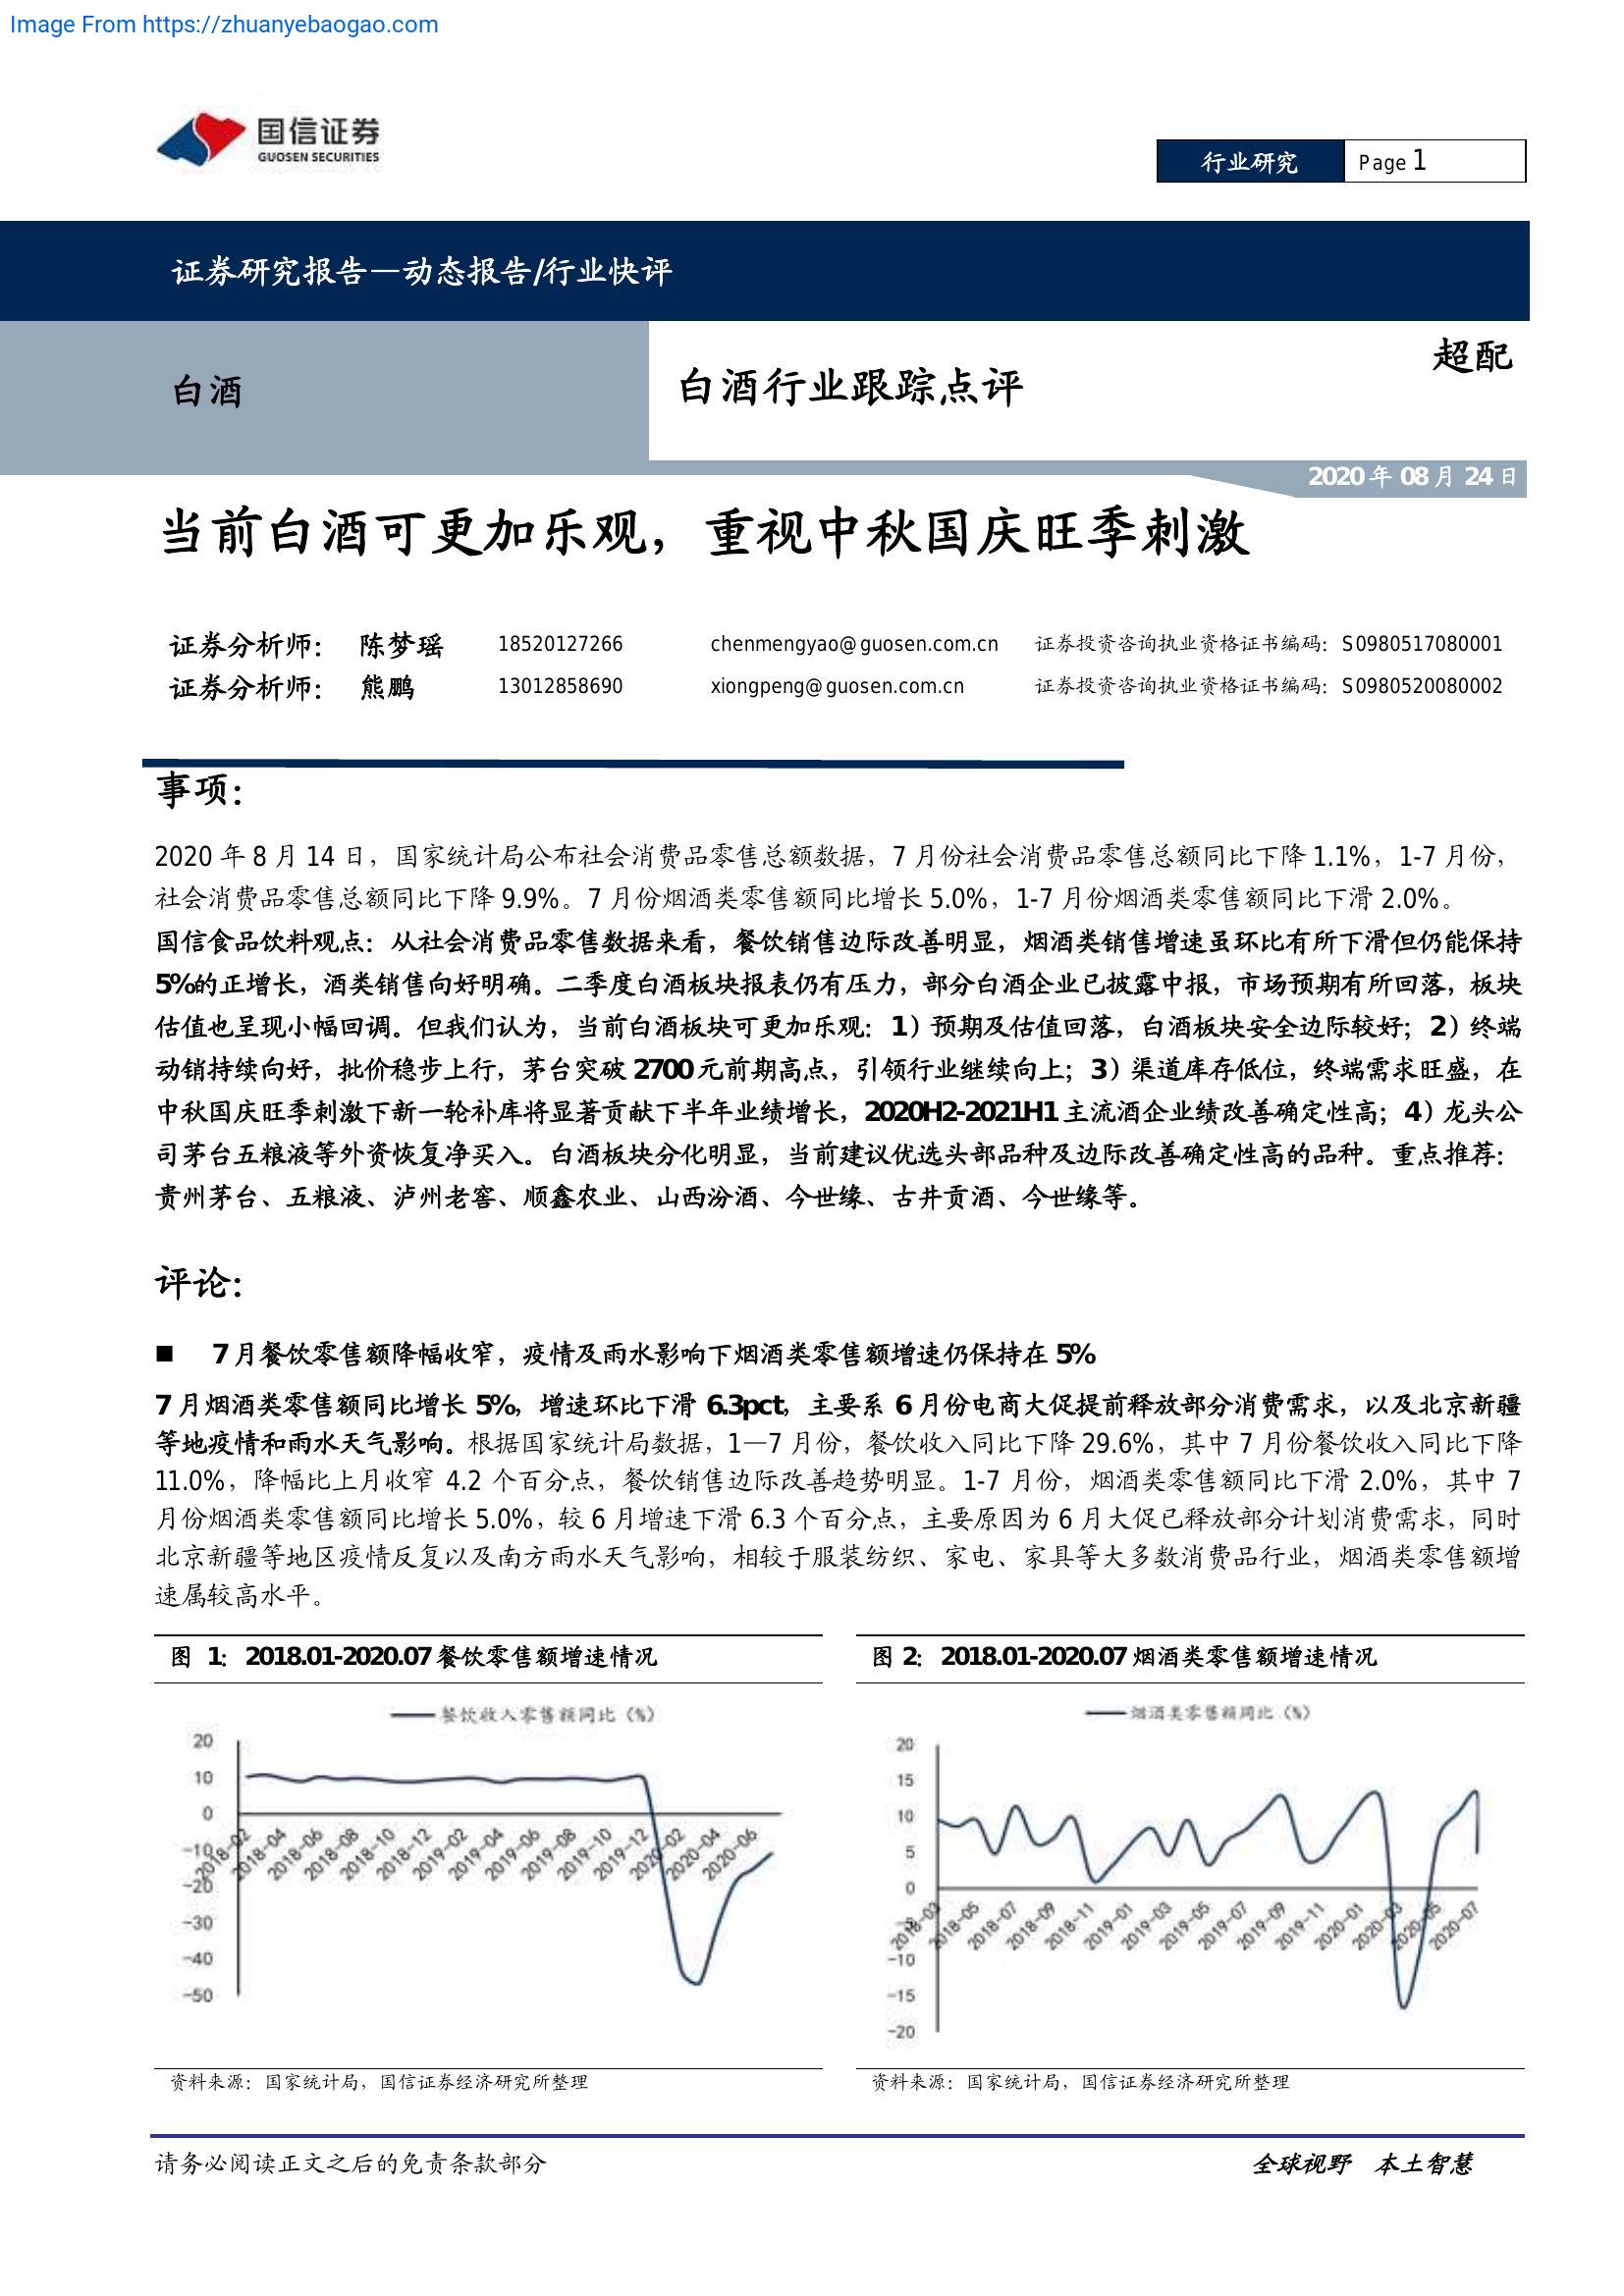 Image From https://zhuanyebaogao.com
国信证券
GUOSEN SECURITIES
行业研究 Page 1
证券研究报告—动态报告/行业快评
白酒 白酒行业跟踪点评 超配
2020 年 08 月 24 日
当前白酒可更加乐观，重视中秋国庆旺季刺激
证券分析师： 陈梦瑶 18520127266 chenmengyao@guosen.com.cn 证券投资咨询执业资格证书编码：S0980517080001
证券分析师： 熊鹏 13012858690 xiongpeng@guosen.com.cn 证券投资咨询执业资格证书编码：S0980520080002
事项：
2020 年 8 月 14 日，国家统计局公布社会消费品零售总额数据，7 月份社会消费品零售总额同比下降 1.1%，1-7 月份，
社会消费品零售总额同比下降 9.9%。7 月份烟酒类零售额同比增长 5.0%，1-7 月份烟酒类零售额同比下滑 2.0%。
国信食品饮料观点：从社会消费品零售数据来看，餐饮销售边际改善明显，烟酒类销售增速虽环比有所下滑但仍能保持
5%的正增长，酒类销售向好明确。二季度白酒板块报表仍有压力，部分白酒企业已披露中报，市场预期有所回落，板块
估值也呈现小幅回调。但我们认为，当前白酒板块可更加乐观：1）预期及估值回落，白酒板块安全边际较好；2）终端
动销持续向好，批价稳步上行，茅台突破 2700 元前期高点，引领行业继续向上；3）渠道库存低位，终端需求旺盛，在
中秋国庆旺季刺激下新一轮补库将显著贡献下半年业绩增长，2020H2-2021H1 主流酒企业绩改善确定性高；4）龙头公
司茅台五粮液等外资恢复净买入。白酒板块分化明显，当前建议优选头部品种及边际改善确定性高的品种。重点推荐：
贵州茅台、五粮液、泸州老窖、顺鑫农业、山西汾酒、今世缘、古井贡酒、今世缘等。
评论：
■ 7 月餐饮零售额降幅收窄，疫情及雨水影响下烟酒类零售额增速仍保持在 5%
7 月烟酒类零售额同比增长 5%，增速环比下滑 6.3pct，主要系 6 月份电商大促提前释放部分消费需求，以及北京新疆
等地疫情和雨水天气影响。根据国家统计局数据，1—7 月份，餐饮收入同比下降 29.6%，其中 7 月份餐饮收入同比下降
11.0%，降幅比上月收窄 4.2 个百分点，餐饮销售边际改善趋势明显。1-7 月份，烟酒类零售额同比下滑 2.0%，其中 7
月份烟酒类零售额同比增长 5.0%，较 6 月增速下滑 6.3 个百分点，主要原因为 6 月大促已释放部分计划消费需求，同时
北京新疆等地区疫情反复以及南方雨水天气影响，相较于服装纺织、家电、家具等大多数消费品行业，烟酒类零售额增
速属较高水平。
图 1：2018.01-2020.07 餐饮零售额增速情况
餐饮收入零售额同比（%）
20
10
0
-10
-20
-30
-40
-50
2018-02 2018-04 2018-06 2018-08 2018-10 2018-12 2019-02 2019-04 2019-06 2019-08 2019-10 2019-12 2020-02 2020-04 2020-06
资料来源：国家统计局，国信证券经济研究所整理
图 2：2018.01-2020.07 烟酒类零售额增速情况
烟酒类零售额同比（%）
20
15
10
5
0
-5
-10
-15
-20
2018-03 2018-05 2018-07 2018-09 2018-11 2019-01 2019-03 2019-05 2019-07 2019-09 2019-11 2020-01 2020-03 2020-05 2020-07
资料来源：国家统计局，国信证券经济研究所整理
请务必阅读正文之后的免责条款部分 全球视野 本土智慧